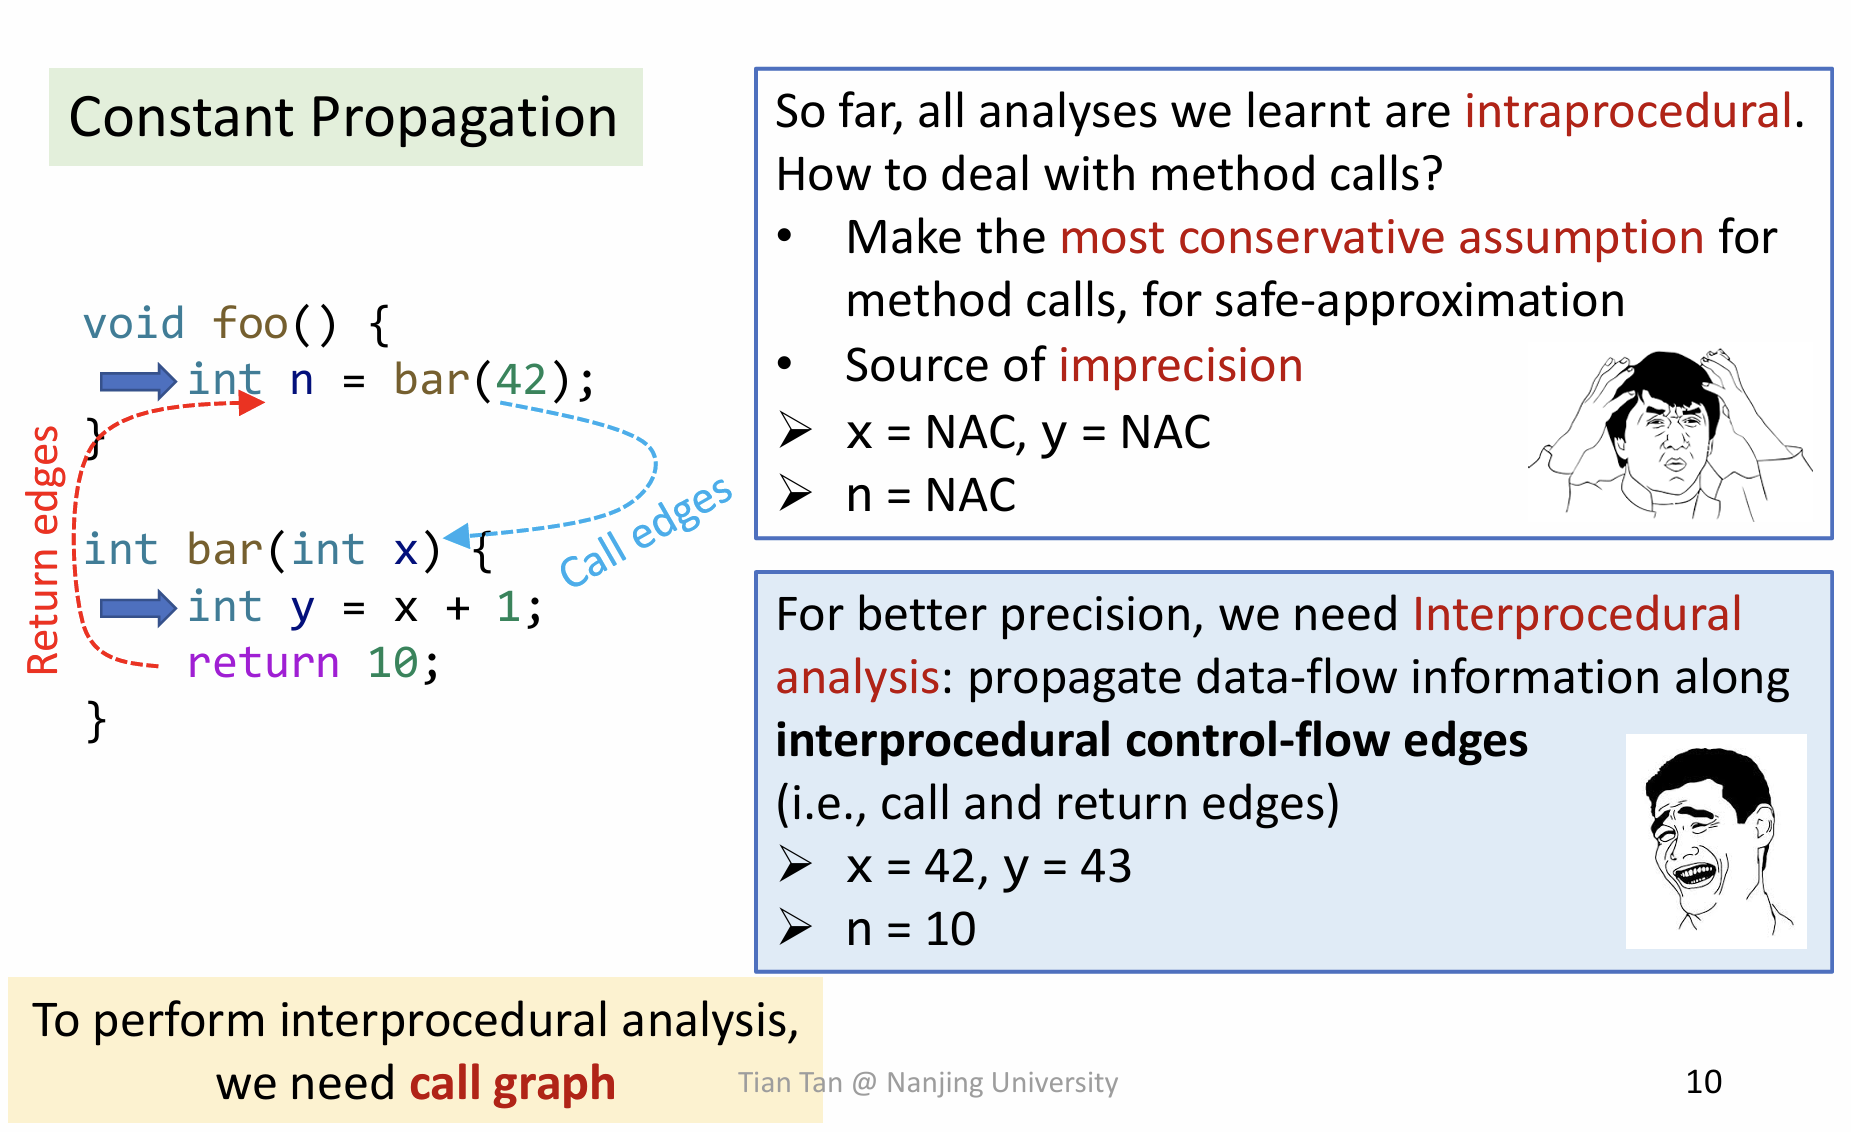 Constant Propagation
void foo() {
int n = bar(42);
}
int bar(int x) {
int y = x + 1;
return 10;
}
Return edges
Call edges
So far, all analyses we learnt are intraprocedural.
How to deal with method calls?
• Make the most conservative assumption for
method calls, for safe-approximation
• Source of imprecision
➢ x = NAC, y = NAC
➢ n = NAC
For better precision, we need Interprocedural
analysis: propagate data-flow information along
interprocedural control-flow edges
(i.e., call and return edges)
➢ x = 42, y = 43
➢ n = 10
To perform interprocedural analysis,
we need call graph
Tian Tan @ Nanjing University
10